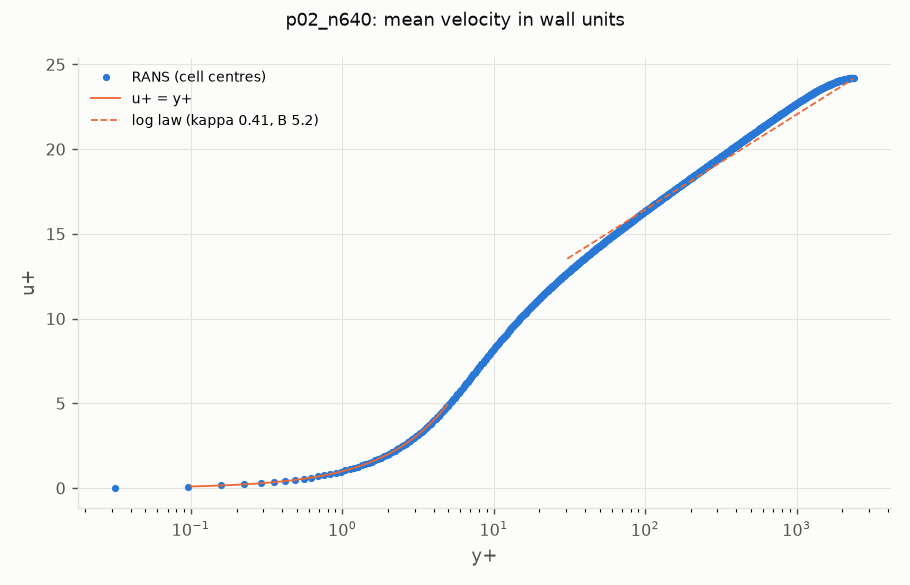 p02_n640: mean velocity in wall units
RANS (cell centres)
u+ = y+
log law (kappa 0.41, B 5.2)
25
20
15
10
5
0
u+
10⁻¹
10⁰
10¹
10²
10³
y+